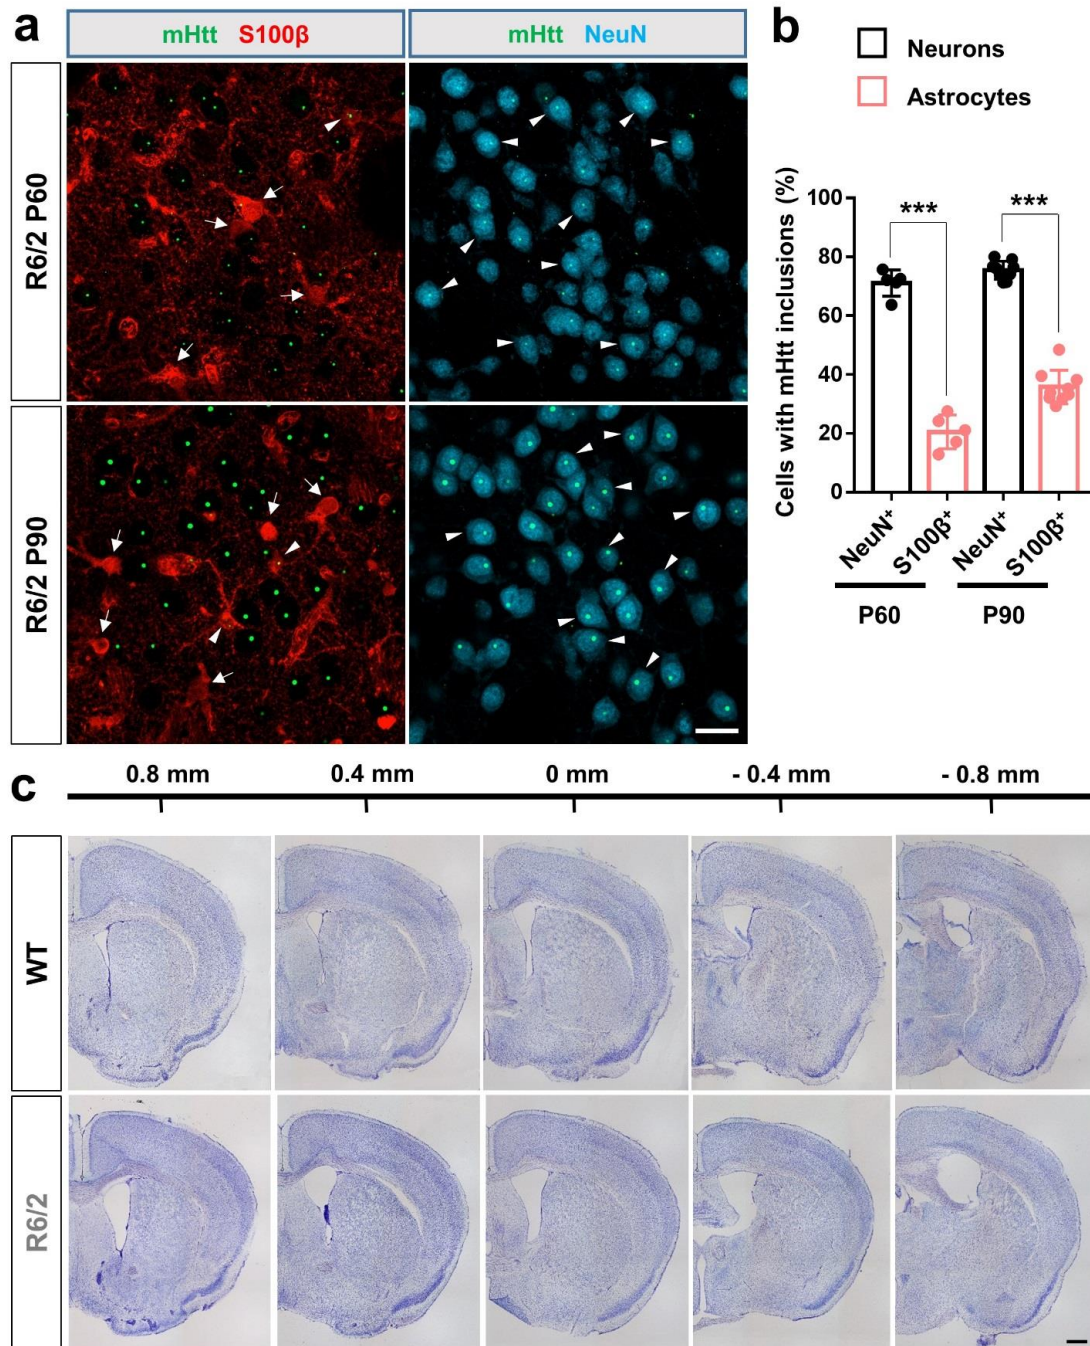 a
mHtt S100β
mHtt NeuN
R6/2 P60
R6/2 P90
b
Neurons
Astrocytes
Cells with mHtt inclusions (%)
100
80
60
40
20
0
***
***
NeuN⁺
S100β⁺
NeuN⁺
S100β⁺
P60
P90
c
0.8 mm
0.4 mm
0 mm
- 0.4 mm
- 0.8 mm
WT
R6/2